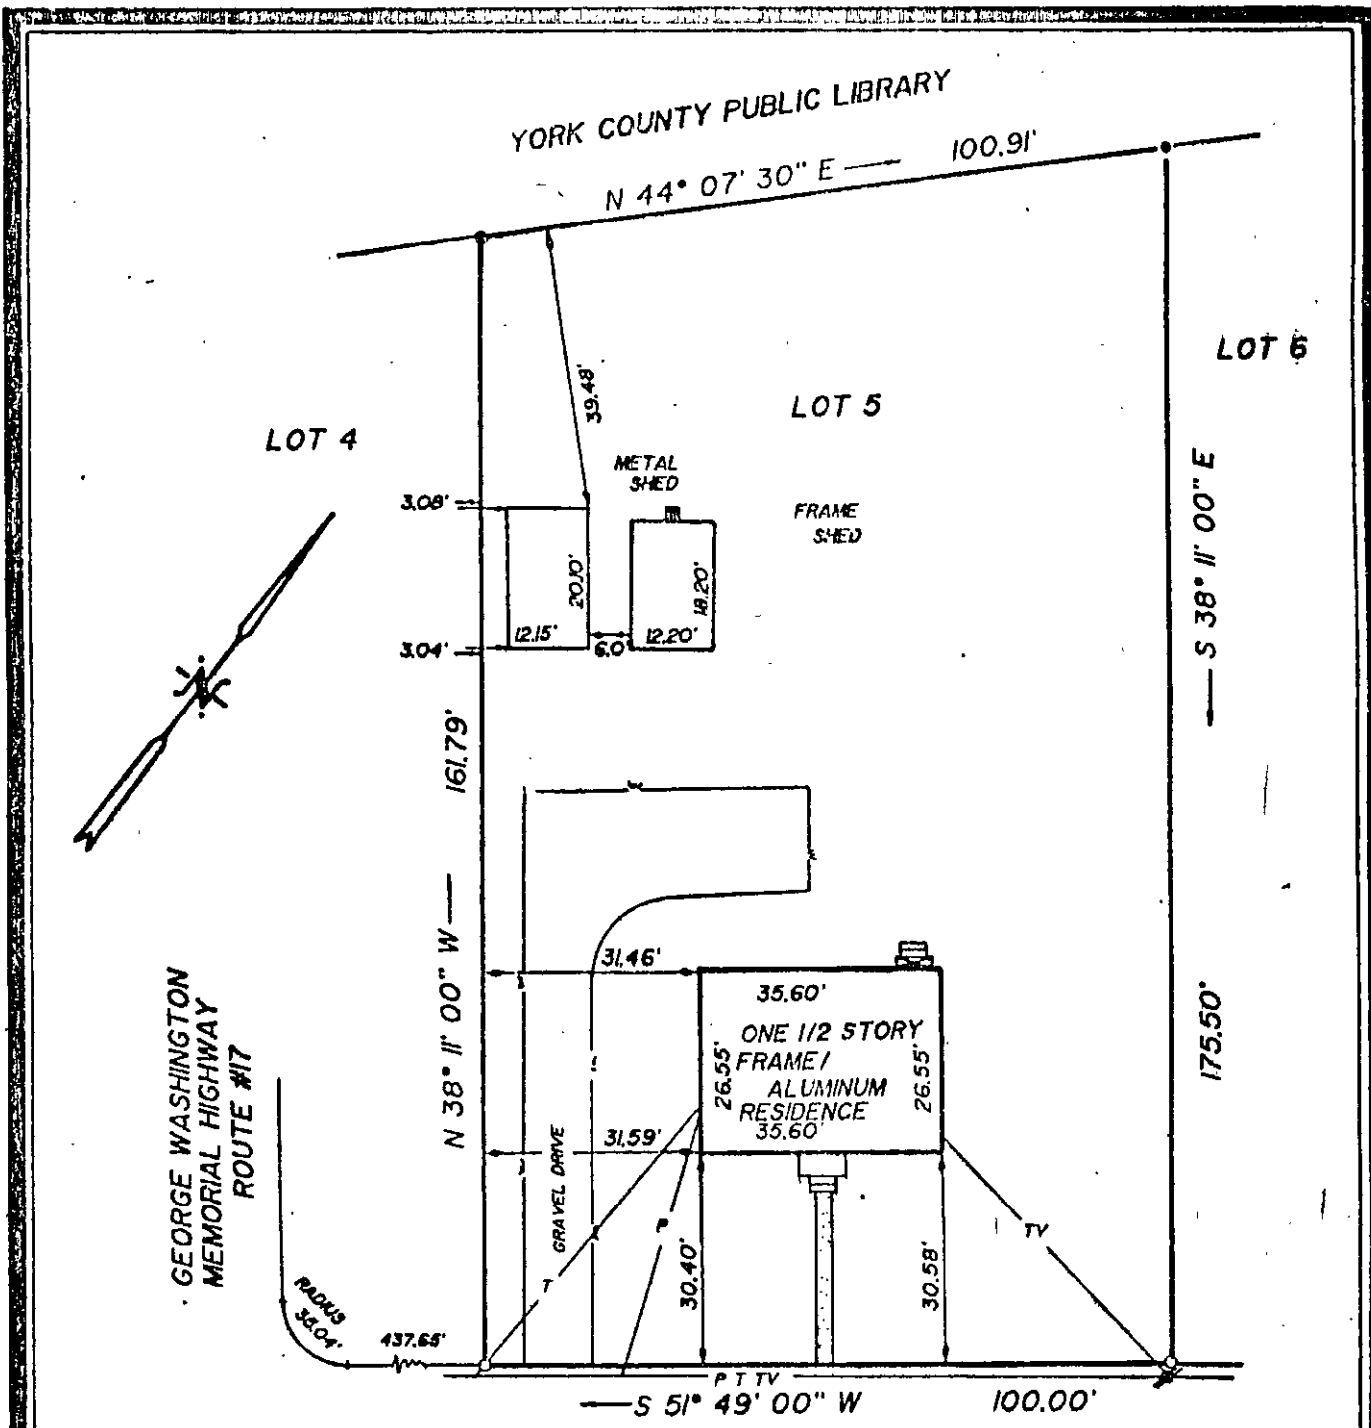 YORK COUNTY PUBLIC LIBRARY
N 44° 07' 30" E
100.91'
LOT 6
LOT 5
LOT 4
39.48'
METAL
SHED
FRAME
SHED
3.08'
20.10'
18.20'
12.15'
6.0'
12.20'
3.04'
S 38° 11' 00" E
175.50'
N 38° 11' 00" W
161.79'
31.46'
35.60'
ONE 1/2 STORY
FRAME/
ALUMINUM
RESIDENCE
35.60'
26.55'
26.55'
31.59'
GRAVEL DRIVE
GEORGE WASHINGTON
MEMORIAL HIGHWAY
ROUTE #17
T
P
TV
30.40'
30.58'
RADIUS
437.65'
P T TV
S 51° 49' 00" W
100.00'